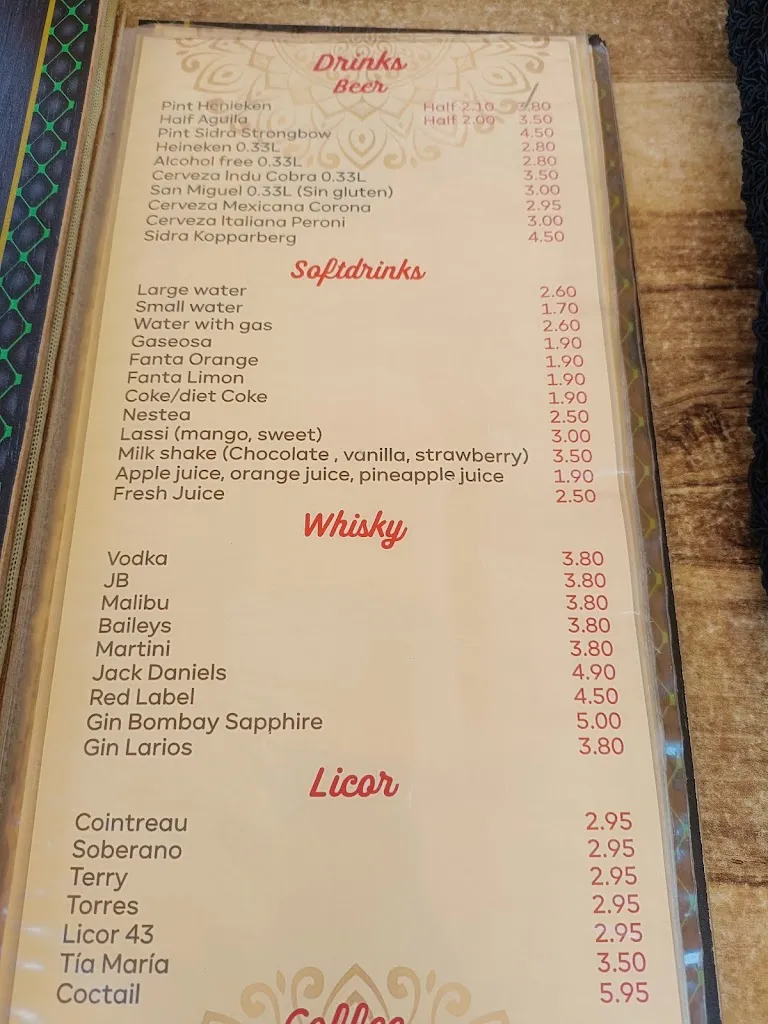 Drinks
Beer
Pint Henieken Half 2.10 3.80
Half Aguila Half 2.00 3.50
Pint Sidra Strongbow 4.50
Heineken 0.33L 2.80
Alcohol free 0.33L 2.80
Cerveza Indu Cobra 0.33L 3.50
San Miguel 0.33L (Sin gluten) 3.00
Cerveza Mexicana Corona 2.95
Cerveza Italiana Peroni 3.00
Sidra Kopparberg 4.50
Softdrinks
Large water 2.60
Small water 1.70
Water with gas 2.60
Gaseosa 1.90
Fanta Orange 1.90
Fanta Limon 1.90
Coke/diet Coke 1.90
Nestea 2.50
Lassi (mango, sweet) 3.00
Milk shake (Chocolate , vanilla, strawberry) 3.50
Apple juice, orange juice, pineapple juice 1.90
Fresh Juice 2.50
Whisky
Vodka 3.80
JB 3.80
Malibu 3.80
Baileys 3.80
Martini 3.80
Jack Daniels 4.90
Red Label 4.50
Gin Bombay Sapphire 5.00
Gin Larios 3.80
Licor
Cointreau 2.95
Soberano 2.95
Terry 2.95
Torres 2.95
Licor 43 2.95
Tía María 3.50
Coctail 5.95
Coffee